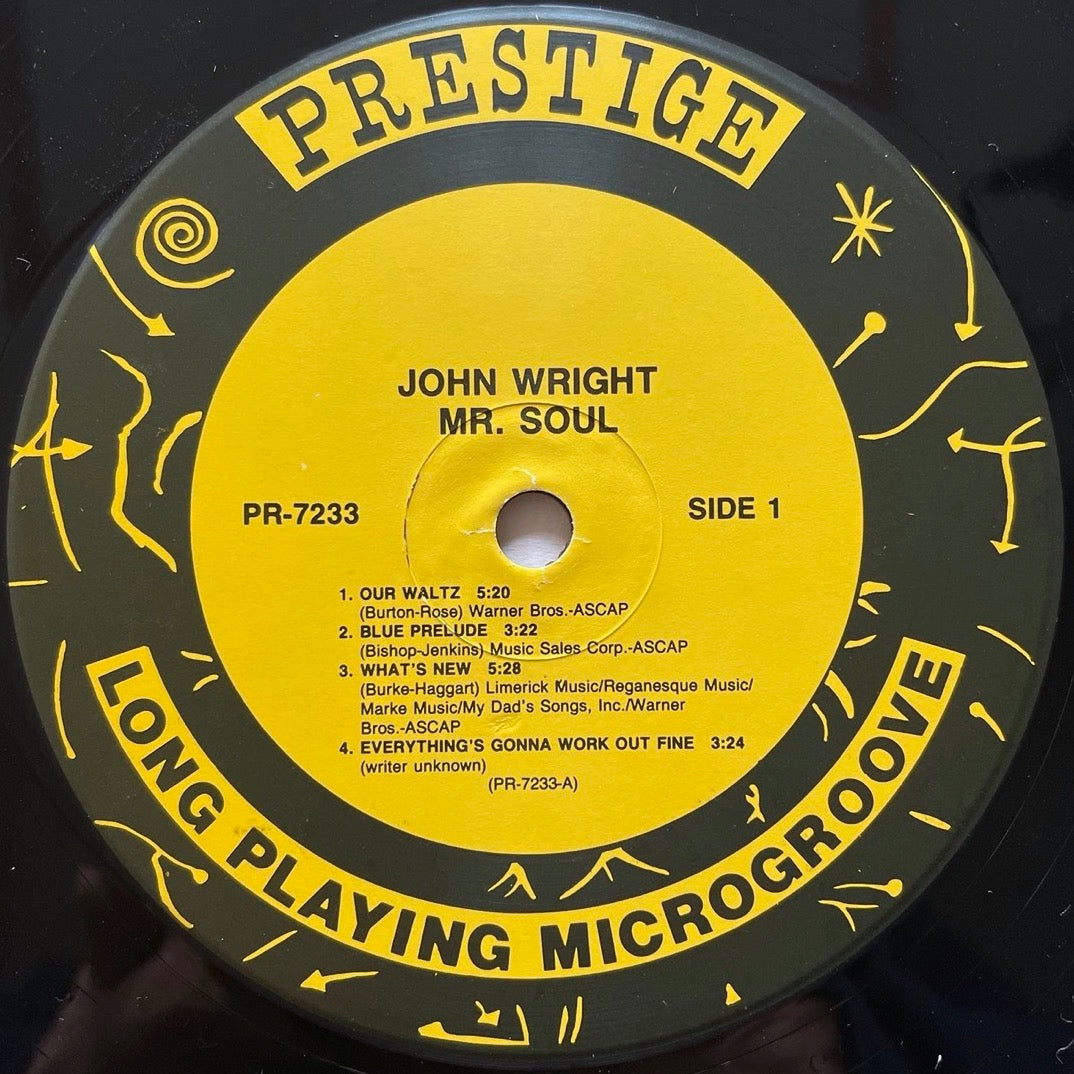 PRESTIGE
JOHN WRIGHT
MR. SOUL
PR-7233
SIDE 1
1. OUR WALTZ 5:20
(Burton-Rose) Warner Bros.-ASCAP
2. BLUE PRELUDE 3:22
(Bishop-Jenkins) Music Sales Corp.-ASCAP
3. WHAT'S NEW 5:28
(Burke-Haggart) Limerick Music/Reganesque Music/
Marke Music/My Dad's Songs, Inc./Warner
Bros.-ASCAP
4. EVERYTHING'S GONNA WORK OUT FINE 3:24
(writer unknown)
(PR-7233-A)
LONG PLAYING MICROGROOVE